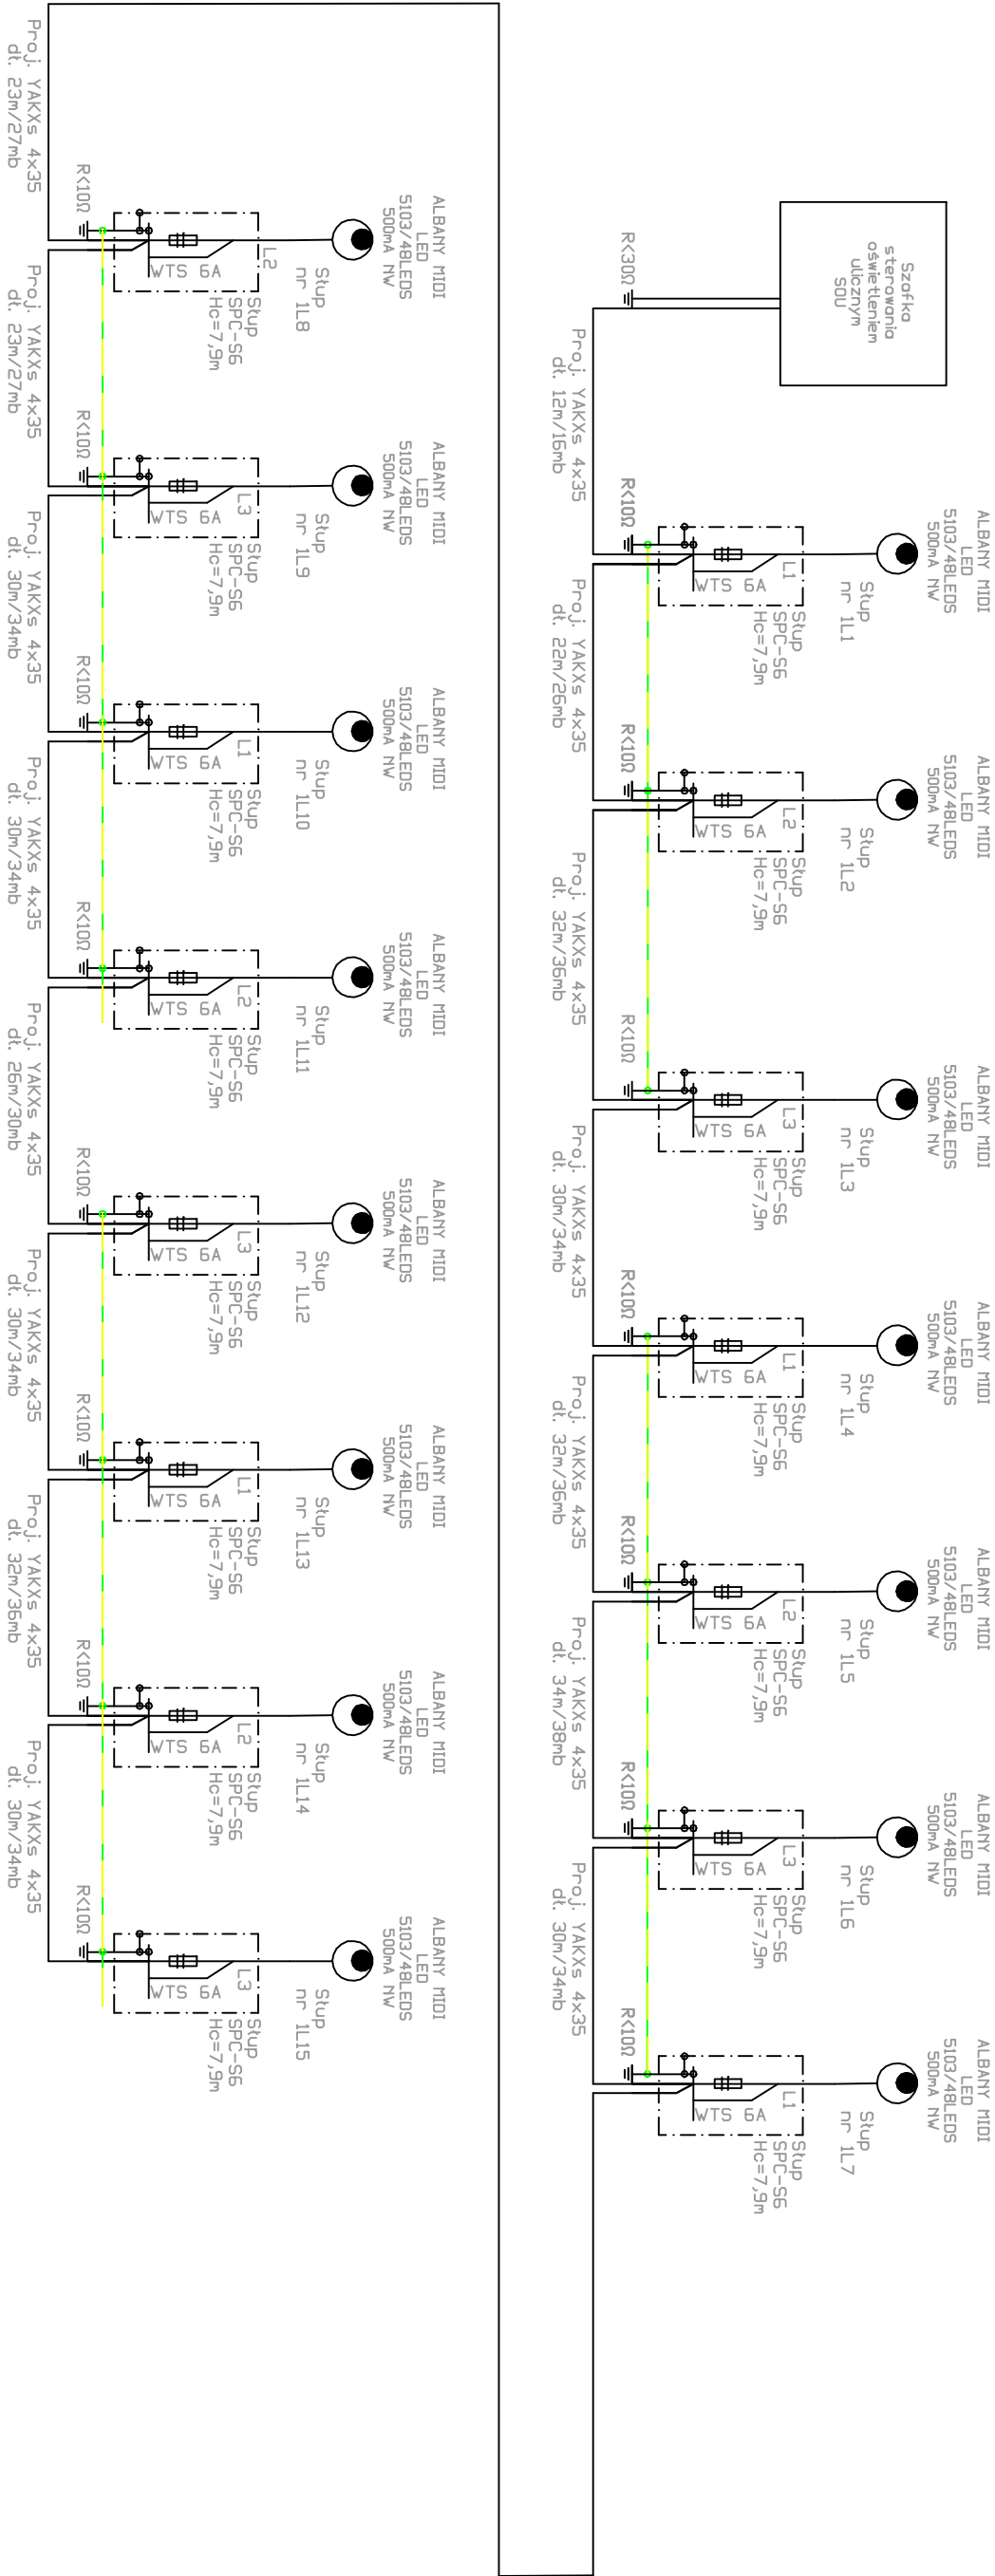 Szafka
sterowania
oświetleniem
ulicznym
SOU
R<30Ω
Proj. YAKXs 4x35
dł. 12m/16mb
ALBANY MIDI
LED
5103/48LEDS
500mA NW
Słup
nr 1L1
L1
WTS 6A
Słup
SPC-S6
Hc=7,9m
R<10Ω
Proj. YAKXs 4x35
dł. 22m/26mb
ALBANY MIDI
LED
5103/48LEDS
500mA NW
Słup
nr 1L2
L2
WTS 6A
Słup
SPC-S6
Hc=7,9m
R<10Ω
Proj. YAKXs 4x35
dł. 32m/36mb
ALBANY MIDI
LED
5103/48LEDS
500mA NW
Słup
nr 1L3
L3
WTS 6A
Słup
SPC-S6
Hc=7,9m
R<10Ω
Proj. YAKXs 4x35
dł. 30m/34mb
ALBANY MIDI
LED
5103/48LEDS
500mA NW
Słup
nr 1L4
L1
WTS 6A
Słup
SPC-S6
Hc=7,9m
R<10Ω
Proj. YAKXs 4x35
dł. 32m/36mb
ALBANY MIDI
LED
5103/48LEDS
500mA NW
Słup
nr 1L5
L2
WTS 6A
Słup
SPC-S6
Hc=7,9m
R<10Ω
Proj. YAKXs 4x35
dł. 34m/38mb
ALBANY MIDI
LED
5103/48LEDS
500mA NW
Słup
nr 1L6
L3
WTS 6A
Słup
SPC-S6
Hc=7,9m
R<10Ω
Proj. YAKXs 4x35
dł. 30m/34mb
ALBANY MIDI
LED
5103/48LEDS
500mA NW
Słup
nr 1L7
L1
WTS 6A
Słup
SPC-S6
Hc=7,9m
R<10Ω
Proj. YAKXs 4x35
dł. 23m/27mb
ALBANY MIDI
LED
5103/48LEDS
500mA NW
Słup
nr 1L8
L2
WTS 6A
Słup
SPC-S6
Hc=7,9m
R<10Ω
Proj. YAKXs 4x35
dł. 23m/27mb
ALBANY MIDI
LED
5103/48LEDS
500mA NW
Słup
nr 1L9
L3
WTS 6A
Słup
SPC-S6
Hc=7,9m
R<10Ω
Proj. YAKXs 4x35
dł. 30m/34mb
ALBANY MIDI
LED
5103/48LEDS
500mA NW
Słup
nr 1L10
L1
WTS 6A
Słup
SPC-S6
Hc=7,9m
R<10Ω
Proj. YAKXs 4x35
dł. 30m/34mb
ALBANY MIDI
LED
5103/48LEDS
500mA NW
Słup
nr 1L11
L2
WTS 6A
Słup
SPC-S6
Hc=7,9m
R<10Ω
Proj. YAKXs 4x35
dł. 26m/30mb
ALBANY MIDI
LED
5103/48LEDS
500mA NW
Słup
nr 1L12
L3
WTS 6A
Słup
SPC-S6
Hc=7,9m
R<10Ω
Proj. YAKXs 4x35
dł. 30m/34mb
ALBANY MIDI
LED
5103/48LEDS
500mA NW
Słup
nr 1L13
L1
WTS 6A
Słup
SPC-S6
Hc=7,9m
R<10Ω
Proj. YAKXs 4x35
dł. 32m/36mb
ALBANY MIDI
LED
5103/48LEDS
500mA NW
Słup
nr 1L14
L2
WTS 6A
Słup
SPC-S6
Hc=7,9m
R<10Ω
Proj. YAKXs 4x35
dł. 30m/34mb
ALBANY MIDI
LED
5103/48LEDS
500mA NW
Słup
nr 1L15
L3
WTS 6A
Słup
SPC-S6
Hc=7,9m
R<10Ω